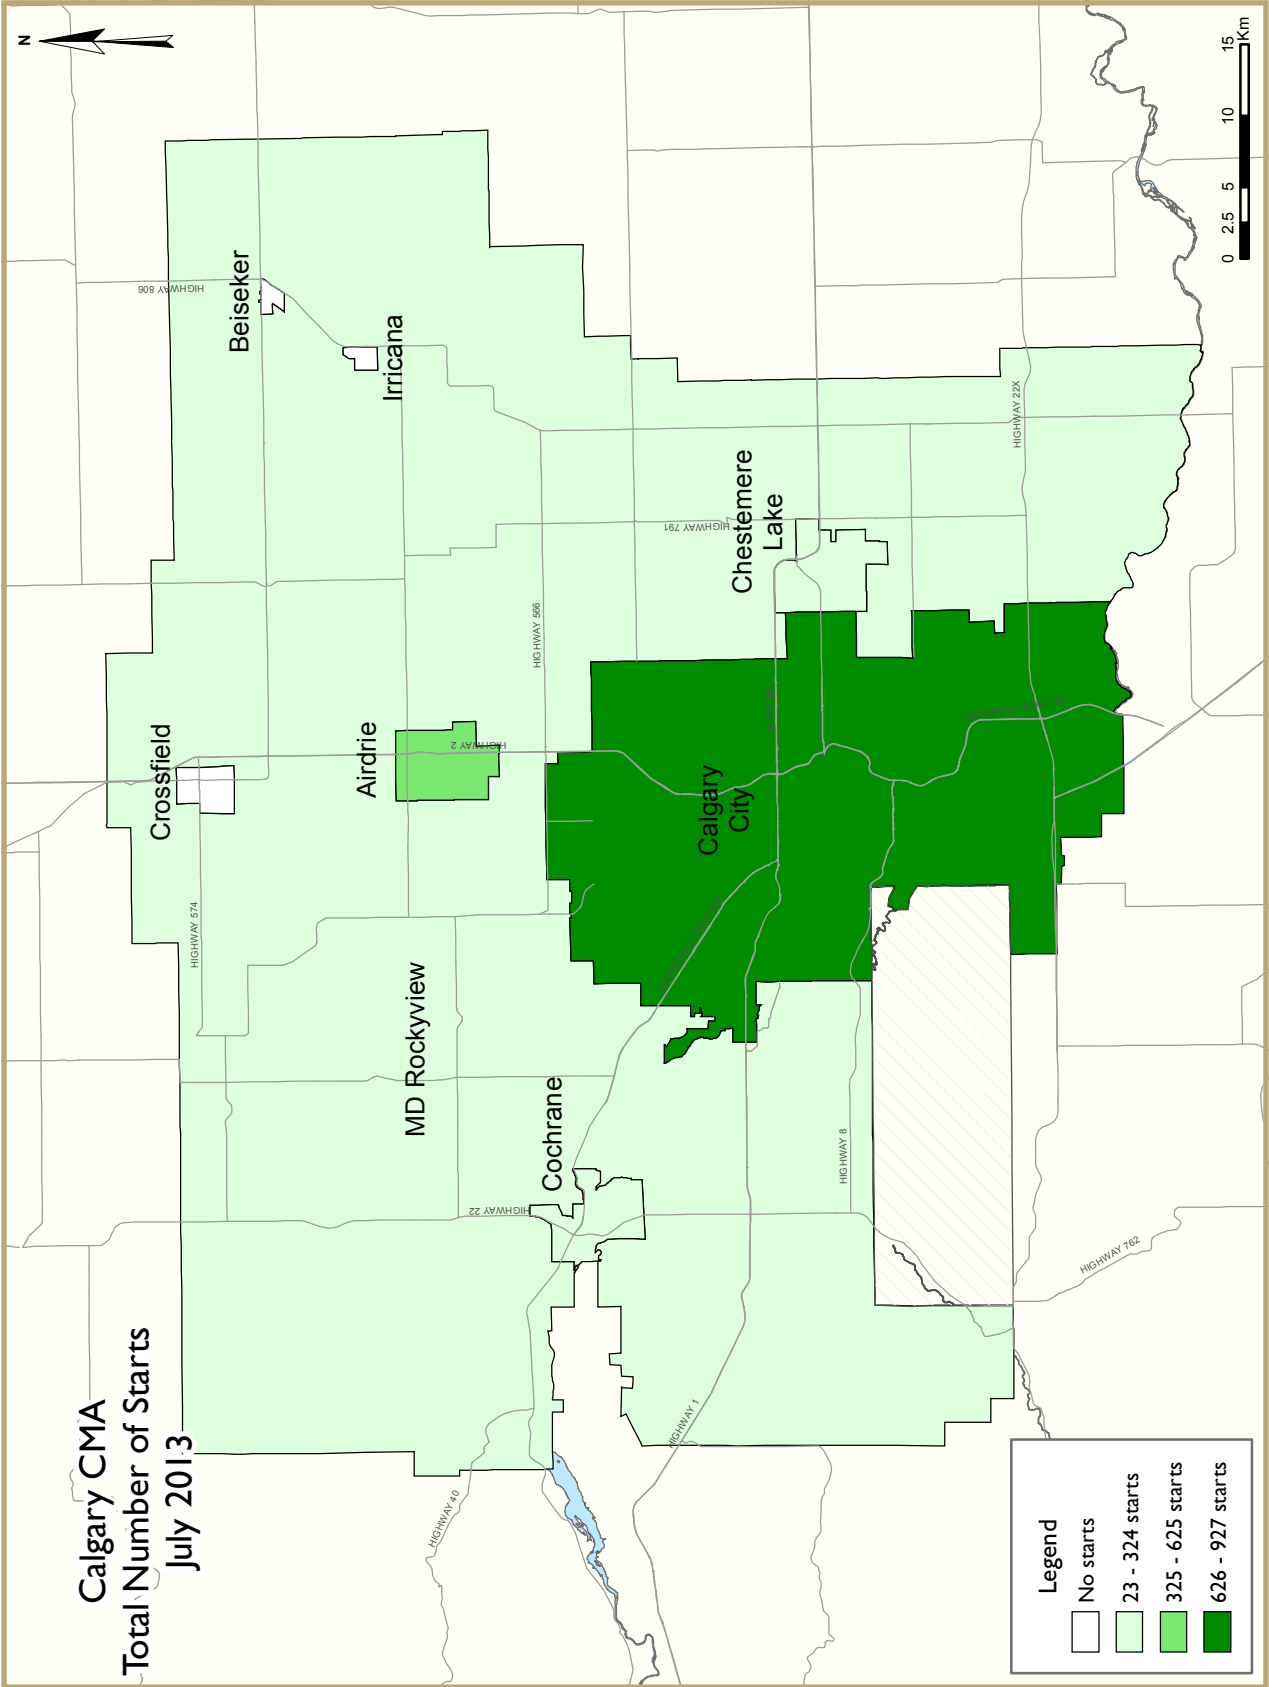 Calgary CMA
Total Number of Starts
July 2013
N
Crossfield
Beiseker
HIGHWAY 806
HIGHWAY 574
Irricana
Airdrie
MD Rockyview
HIGHWAY 2
HIGHWAY 566
HIGHWAY 22
Cochrane
HIGHWAY 40
HIGHWAY 791
Chestemere
Lake
Calgary
City
HIGHWAY 1
HIGHWAY 8
HIGHWAY 22X
HIGHWAY 762
Legend
No starts
23 - 324 starts
325 - 625 starts
626 - 927 starts
0 2.5 5 10 15
Km